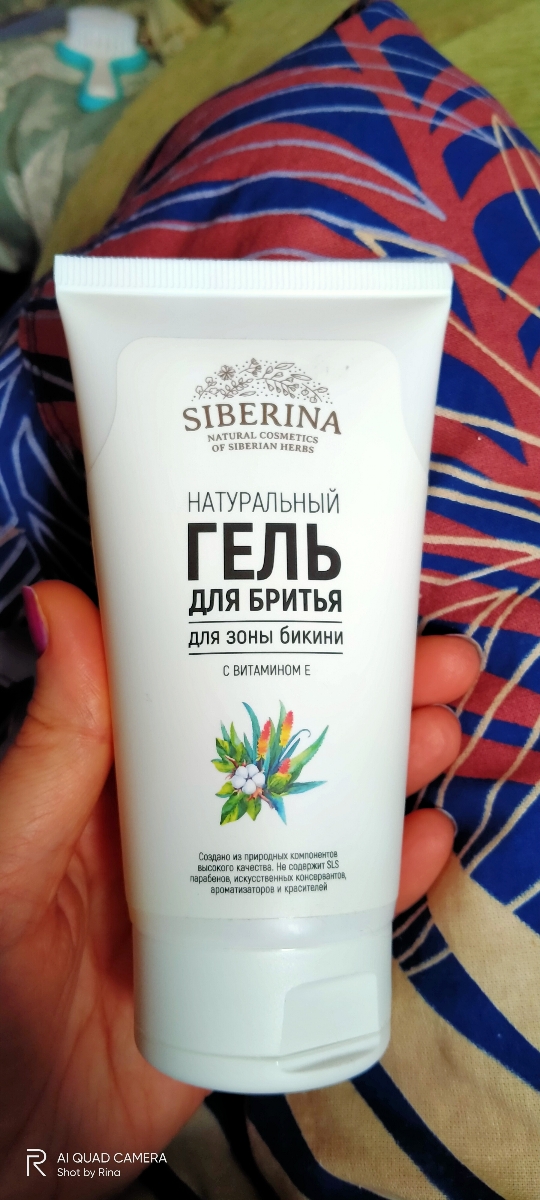 SIBERINA
NATURAL COSMETICS
OF SIBERIAN HERBS
НАТУРАЛЬНЫЙ
ГЕЛЬ
ДЛЯ БРИТЬЯ
ДЛЯ ЗОНЫ БИКИНИ
С ВИТАМИНОМ Е
Создано из природных компонентов
высокого качества. Не содержит SLS
парабенов, искусственных консервантов,
ароматизаторов и красителей
AI QUAD CAMERA
Shot by Rina